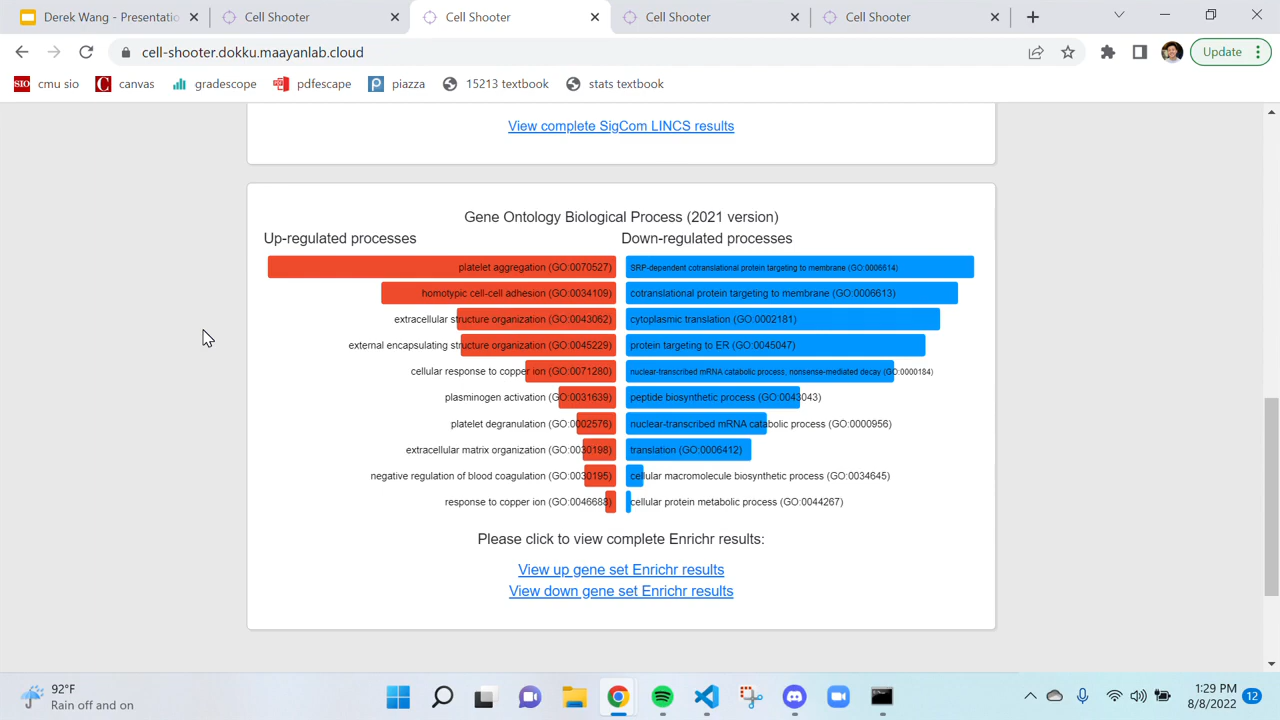 Derek Wang - Presentatio
Cell Shooter
Cell Shooter
Cell Shooter
Cell Shooter
cell-shooter.dokku.maayanlab.cloud
Update
SIO cmu sio
C canvas
gradescope
pdfescape
piazza
15213 textbook
stats textbook
View complete SigCom LINCS results
Gene Ontology Biological Process (2021 version)
Up-regulated processes
Down-regulated processes
platelet aggregation (GO:0070527)
SRP-dependent cotranslational protein targeting to membrane (GO:0006614)
homotypic cell-cell adhesion (GO:0034109)
cotranslational protein targeting to membrane (GO:0006613)
extracellular structure organization (GO:0043062)
cytoplasmic translation (GO:0002181)
external encapsulating structure organization (GO:0045229)
protein targeting to ER (GO:0045047)
cellular response to copper ion (GO:0071280)
nuclear-transcribed mRNA catabolic process, nonsense-mediated decay (GO:0000184)
plasminogen activation (GO:0031639)
peptide biosynthetic process (GO:0043043)
platelet degranulation (GO:0002576)
nuclear-transcribed mRNA catabolic process (GO:0000956)
extracellular matrix organization (GO:0030198)
translation (GO:0006412)
negative regulation of blood coagulation (GO:0030195)
cellular macromolecule biosynthetic process (GO:0034645)
response to copper ion (GO:0046688)
cellular protein metabolic process (GO:0044267)
Please click to view complete Enrichr results:
View up gene set Enrichr results
View down gene set Enrichr results
92°F
Rain off and on
1:29 PM
8/8/2022
12